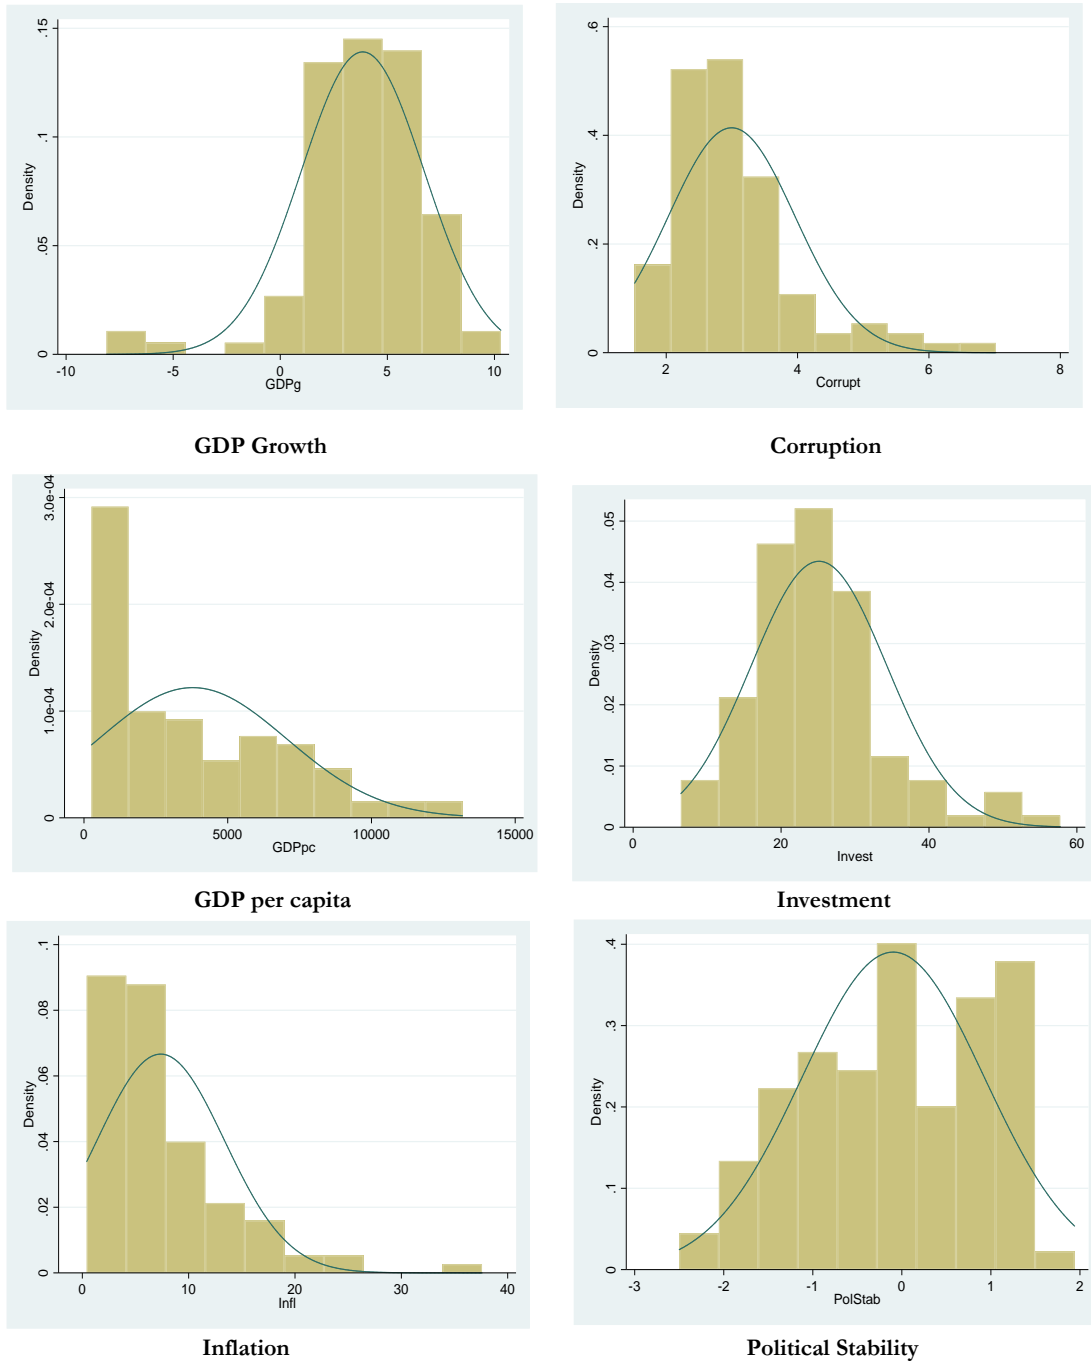 Density
0 .05 .1 .15
-10 -5 0 5 10
GDPg
Density
0 .2 .4 .6
2 4 6 8
Corrupt
GDP Growth
Corruption
Density
0 1.0e-04 2.0e-04 3.0e-04
0 5000 10000 15000
GDPpc
Density
0 .01 .02 .03 .04 .05
0 20 40 60
Invest
GDP per capita
Investment
Density
0 .02 .04 .06 .08 .1
0 10 20 30 40
Infl
Density
0 .1 .2 .3 .4
-3 -2 -1 0 1 2
PolStab
Inflation
Political Stability